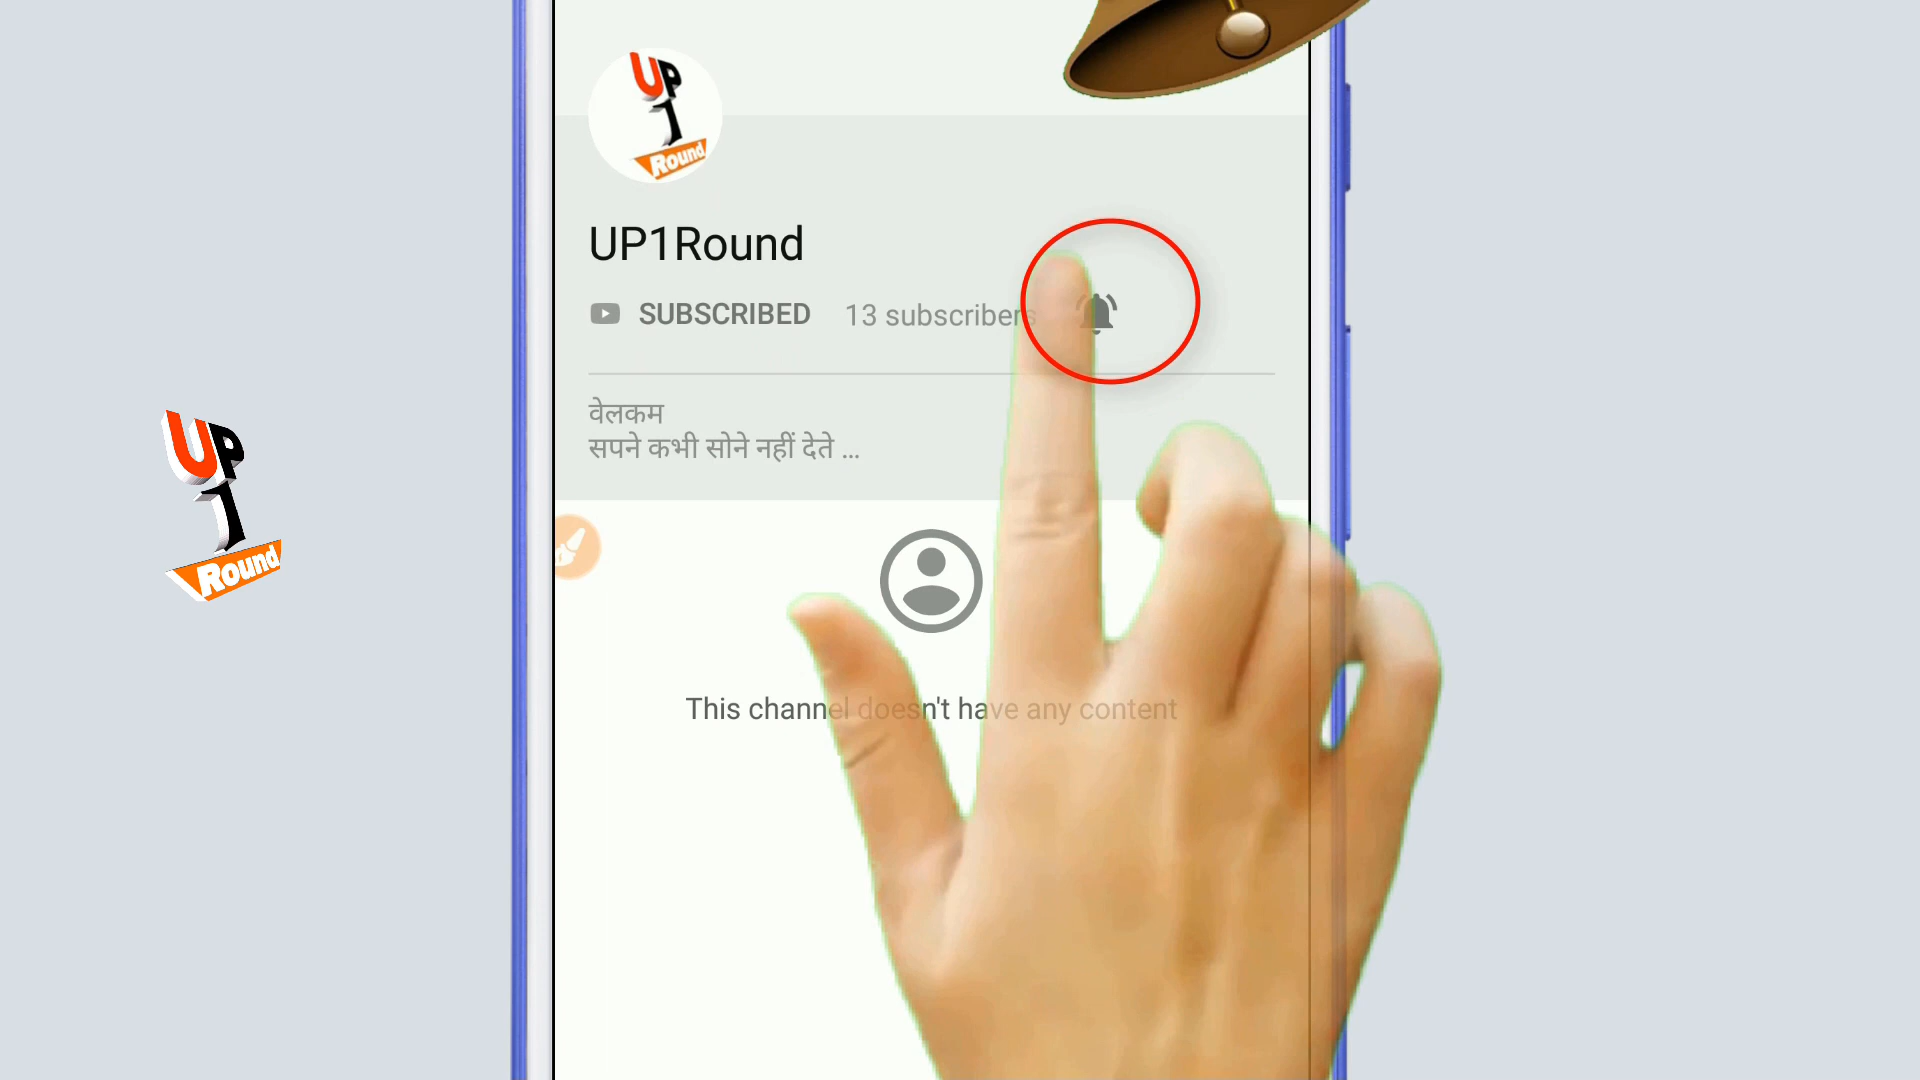 UP
1
Round
UP1Round
SUBSCRIBED 13 subscribers
वेलकम
सपने कभी सोने नहीं देते ...
UP
1
Round
This channel doesn't have any content